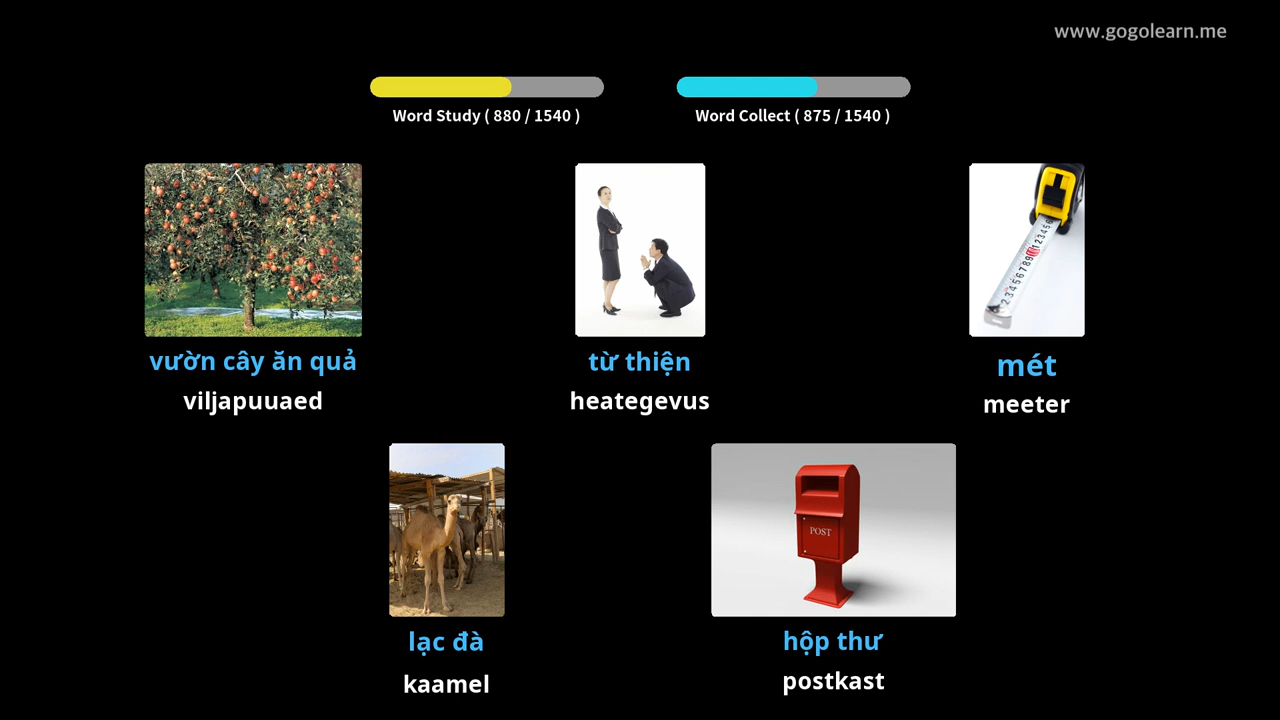 www.gogolearn.me
Word Study ( 880 / 1540 )
Word Collect ( 875 / 1540 )
vườn cây ăn quả
viljapuuaed
từ thiện
heategevus
mét
meeter
POST
lạc đà
kaamel
hộp thư
postkast